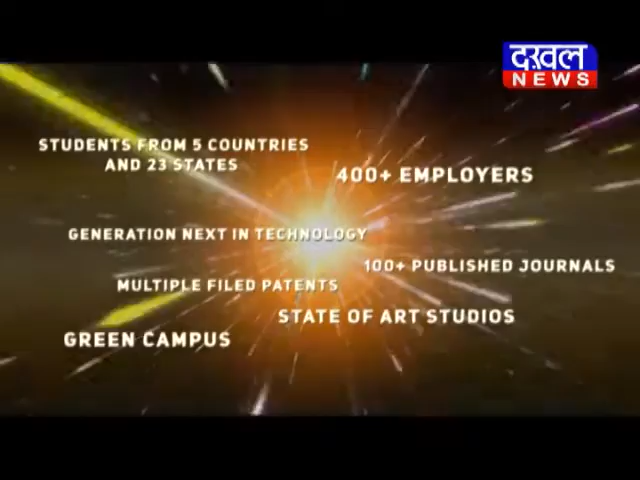 दख़ल
NEWS
STUDENTS FROM 5 COUNTRIES
AND 23 STATES
400+ EMPLOYERS
GENERATION NEXT IN TECHNOLOGY
100+ PUBLISHED JOURNALS
MULTIPLE FILED PATENTS
STATE OF ART STUDIOS
GREEN CAMPUS